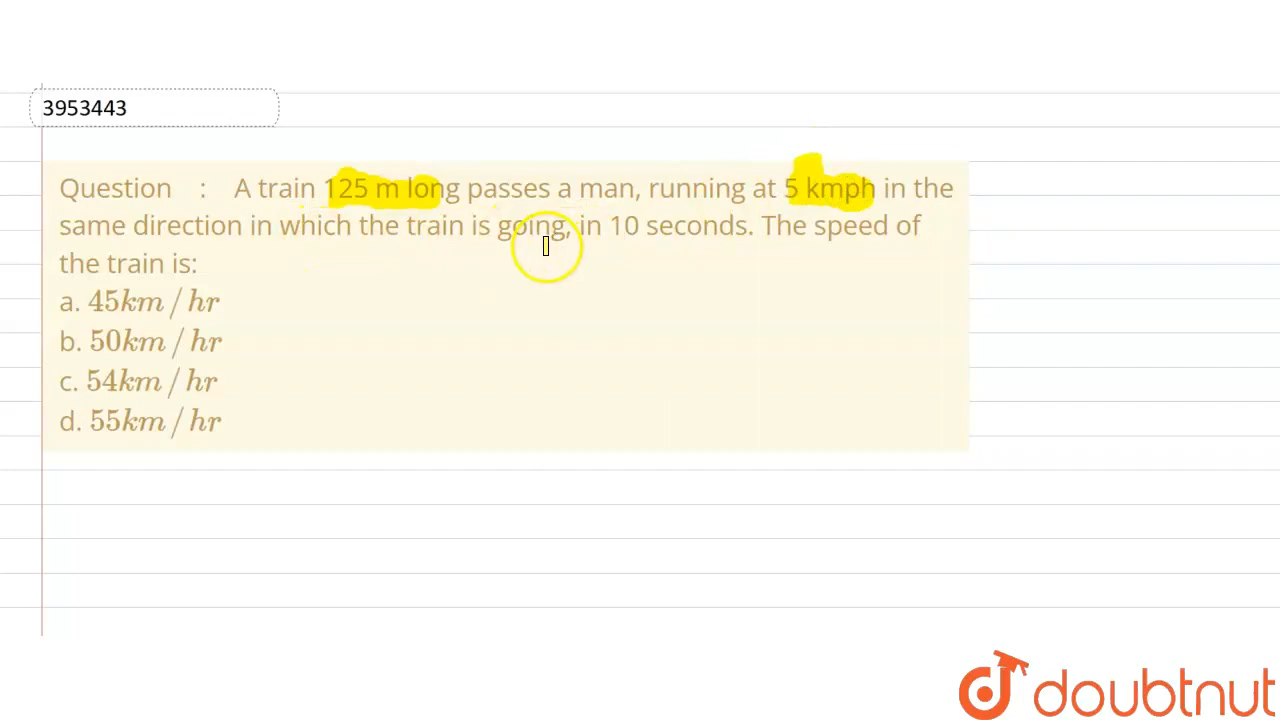 3953443
Question : A train 125 m long passes a man, running at 5 kmph in the
same direction in which the train is going, in 10 seconds. The speed of
the train is:
a. 45km/hr
b. 50km/hr
c. 54km/hr
d. 55km/hr
doubtnut